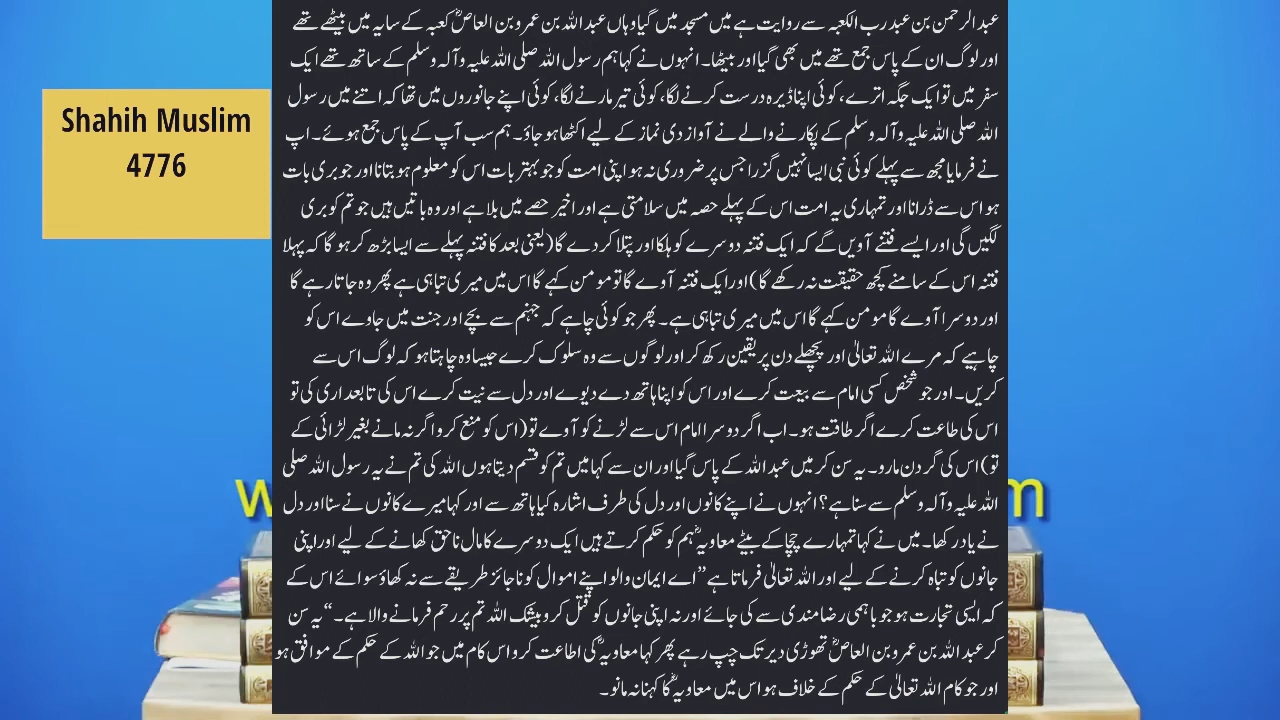 Shahih Muslim
4776
عبد الرحمن بن عبد رب الکعبہ سے روایت ہے میں مسجد میں گیا وہاں عبد اللہ بن عمرو بن العاصؓ کعبہ کے سایہ میں بیٹھے تھے
اور لوگ ان کے پاس جمع تھے میں بھی گیا اور بیٹھا۔ انہوں نے کہا ہم رسول اللہ صلی اللہ علیہ وآلہ وسلم کے ساتھ تھے ایک
سفر میں تو ایک جگہ اترے، کوئی اپنا ڈیرہ درست کرنے لگا، کوئی تیر مارنے لگا، کوئی اپنے جانوروں میں تھا کہ اتنے میں رسول
اللہ صلی اللہ علیہ وآلہ وسلم کے پکارنے والے نے آواز دی نماز کے لیے اکٹھا ہو جاؤ۔ ہم سب آپ کے پاس جمع ہوئے۔ اپ
نے فرمایا مجھ سے پہلے کوئی نبی ایسا نہیں گزرا جس پر ضروری نہ ہو اپنی امت کو جو بہتر بات اس کو معلوم ہو بتانا اور جو بری بات
ہو اس سے ڈرانا اور تمہاری یہ امت اس کے پہلے حصہ میں سلامتی ہے اور اخیر حصے میں بلا ہے اور وہ باتیں ہیں جو تم کو بری
لگیں گی اور ایسے فتنے آویں گے کہ ایک فتنہ دوسرے کو ہلکا اور پتلا کر دے گا (یعنی بعد کا فتنہ پہلے سے ایسا بڑھ کر ہو گا کہ پہلا
فتنہ اس کے سامنے کچھ حقیقت نہ رکھے گا) اور ایک فتنہ آوے گا تو مومن کہے گا اس میں میری تباہی ہے پھر وہ جاتا رہے گا
اور دوسرا آوے گا مومن کہے گا اس میں میری تباہی ہے۔ پھر جو کوئی چاہے کہ جہنم سے بچے اور جنت میں جاوے اس کو
چاہیے کہ مرے اللہ تعالیٰ اور پچھلے دن پر یقین رکھ کر اور لوگوں سے وہ سلوک کرے جیسا وہ چاہتا ہو کہ لوگ اس سے
کریں۔ اور جو شخص کسی امام سے بیعت کرے اور اس کو اپنا ہاتھ دے دیوے اور دل سے نیت کرے اس کی تابعداری کی تو
اس کی طاعت کرے اگر طاقت ہو۔ اب اگر دوسرا امام اس سے لڑنے کو آوے تو (اس کو منع کرو اگر نہ مانے بغیر لڑائی کے
تو) اس کی گردن مارو۔ یہ سن کر میں عبد اللہ کے پاس گیا اور ان سے کہا میں تم کو قسم دیتا ہوں اللہ کی تم نے یہ رسول اللہ صلی
اللہ علیہ وآلہ وسلم سے سنا ہے؟ انہوں نے اپنے کانوں اور دل کی طرف اشارہ کیا ہاتھ سے اور کہا میرے کانوں نے سنا اور دل
نے یاد رکھا۔ میں نے کہا تمہارے چچا کے بیٹے معاویہؓ ہم کو حکم کرتے ہیں ایک دوسرے کا مال ناحق کھانے کے لیے اور اپنی
جانوں کو تباہ کرنے کے لیے اور اللہ تعالیٰ فرماتا ہے ”اے ایمان والو اپنے اموال کو ناجائز طریقے سے نہ کھاؤ سوائے اس کے
کہ ایسی تجارت ہو جو باہمی رضامندی سے کی جائے اور نہ اپنی جانوں کو قتل کرو بیشک اللہ تم پر رحم فرمانے والا ہے۔“ یہ سن
کر عبد اللہ بن عمرو بن العاصؓ تھوڑی دیر تک چپ رہے پھر کہا معاویہؓ کی اطاعت کرو اس کام میں جو اللہ کے حکم کے موافق ہو
اور جو کام اللہ تعالیٰ کے حکم کے خلاف ہو اس میں معاویہؓ کا کہنا نہ مانو۔